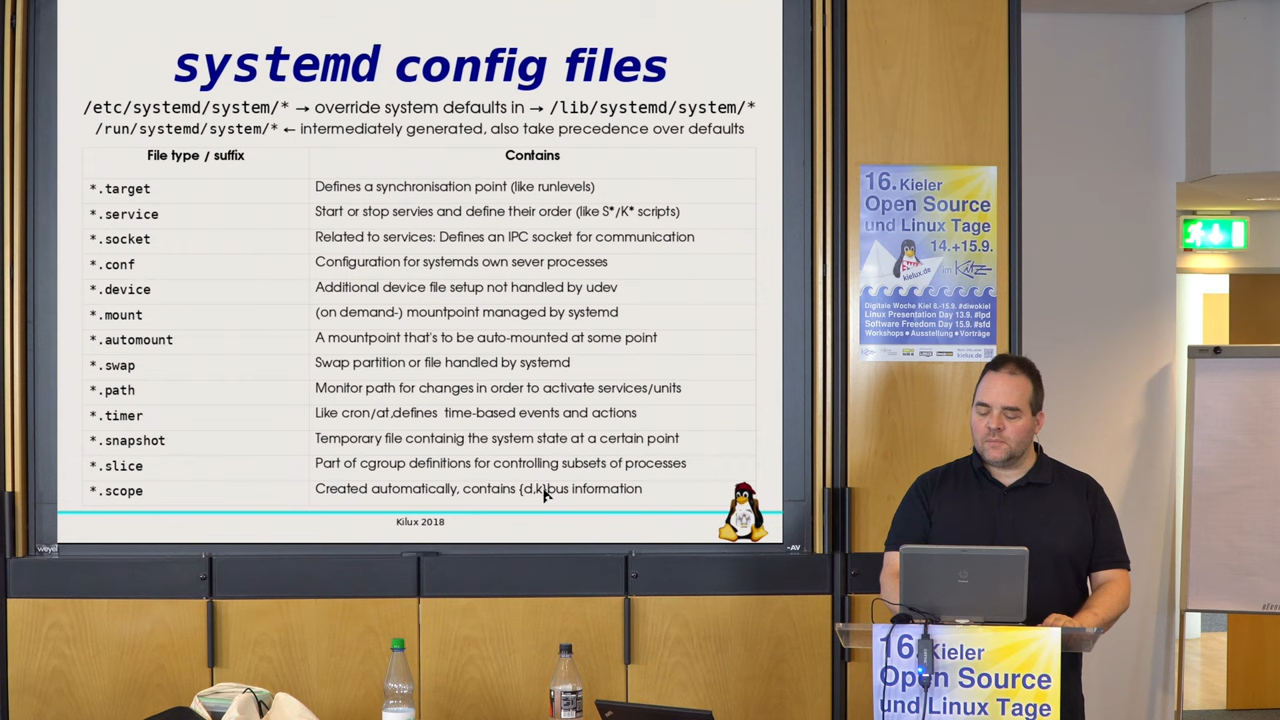 systemd config files
/etc/systemd/system/* → override system defaults in → /lib/systemd/system/*
/run/systemd/system/* ← intermediately generated, also take precedence over defaults
File type / suffix Contains
*.target Defines a synchronisation point (like runlevels)
*.service Start or stop servies and define their order (like S*/K* scripts)
*.socket Related to services: Defines an IPC socket for communication
*.conf Configuration for systemds own sever processes
*.device Additional device file setup not handled by udev
*.mount (on demand-) mountpoint managed by systemd
*.automount A mountpoint that's to be auto-mounted at some point
*.swap Swap partition or file handled by systemd
*.path Monitor path for changes in order to activate services/units
*.timer Like cron/at,defines time-based events and actions
*.snapshot Temporary file containig the system state at a certain point
*.slice Part of cgroup definitions for controlling subsets of processes
*.scope Created automatically, contains {d,k}bus information
Kilux 2018
weyel
-AV
16. Kieler
Open Source
und Linux Tage
14.+15.9.
kielux.de
im KITZ
Digitale Woche Kiel 8.-15.9. #diwokiel
Linux Presentation Day 13.9. #lpd
Software Freedom Day 15.9. #sfd
Workshops • Ausstellung • Vorträge
kielux.de
hp
16. Kieler
Open Source
und Linux Tage